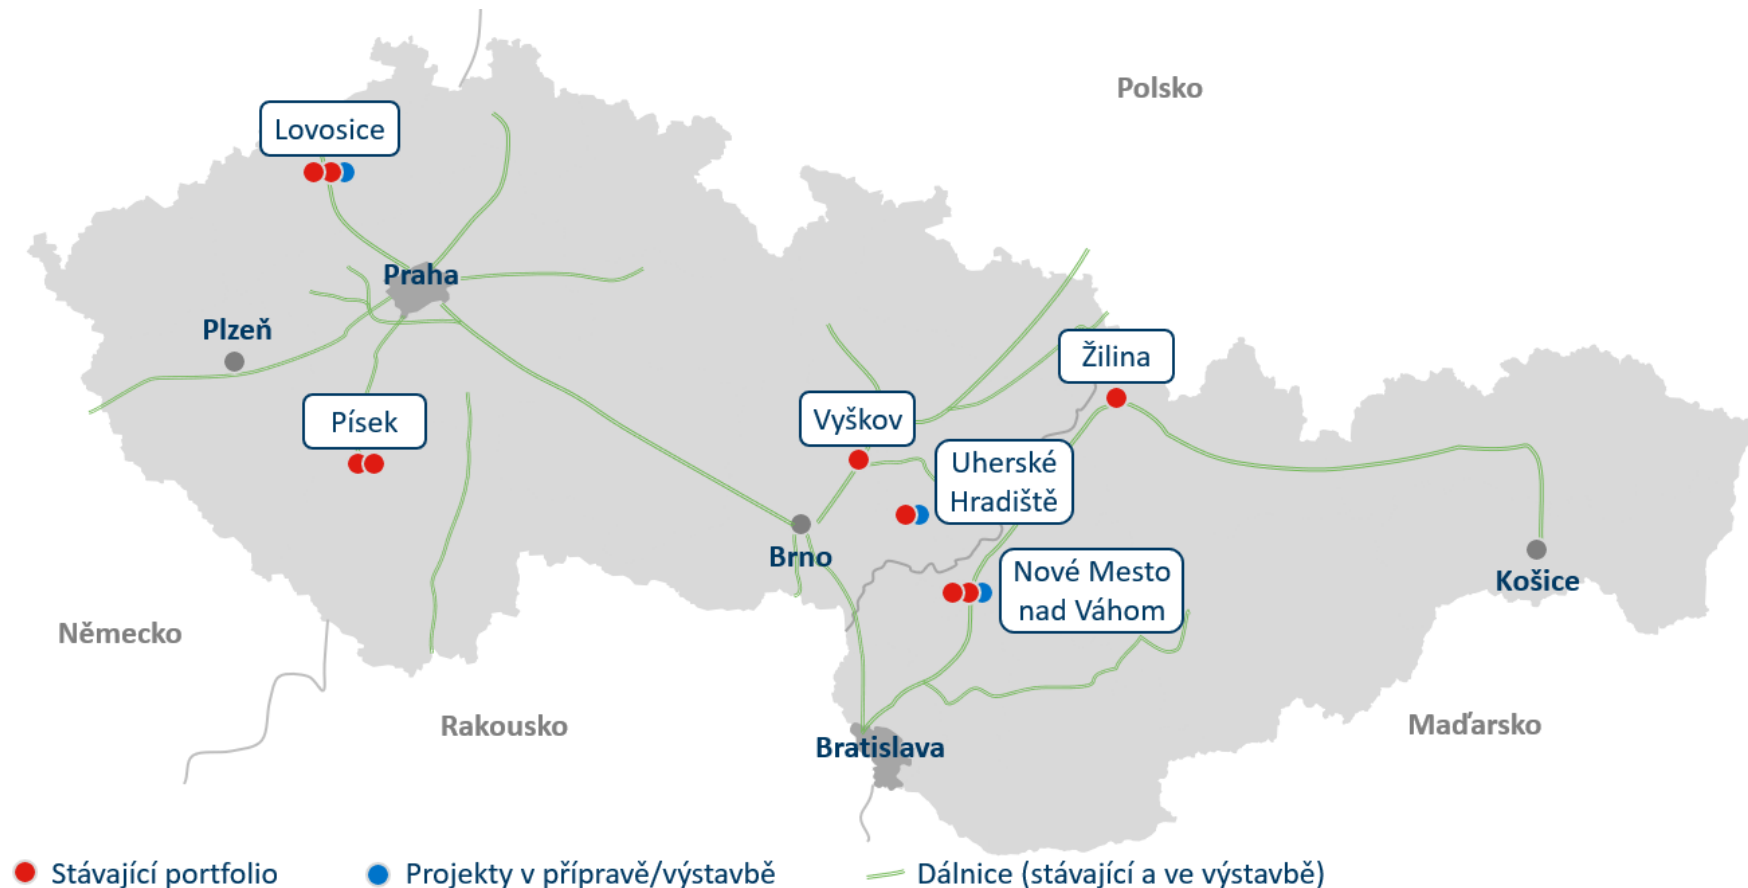 Polsko
Lovosice
Praha
Plzeň
Žilina
Písek
Vyškov
Uherské
Hradiště
Brno
Nové Mesto
nad Váhom
Košice
Německo
Rakousko
Maďarsko
Bratislava
Stávající portfolio
Projekty v přípravě/výstavbě
Dálnice (stávající a ve výstavbě)